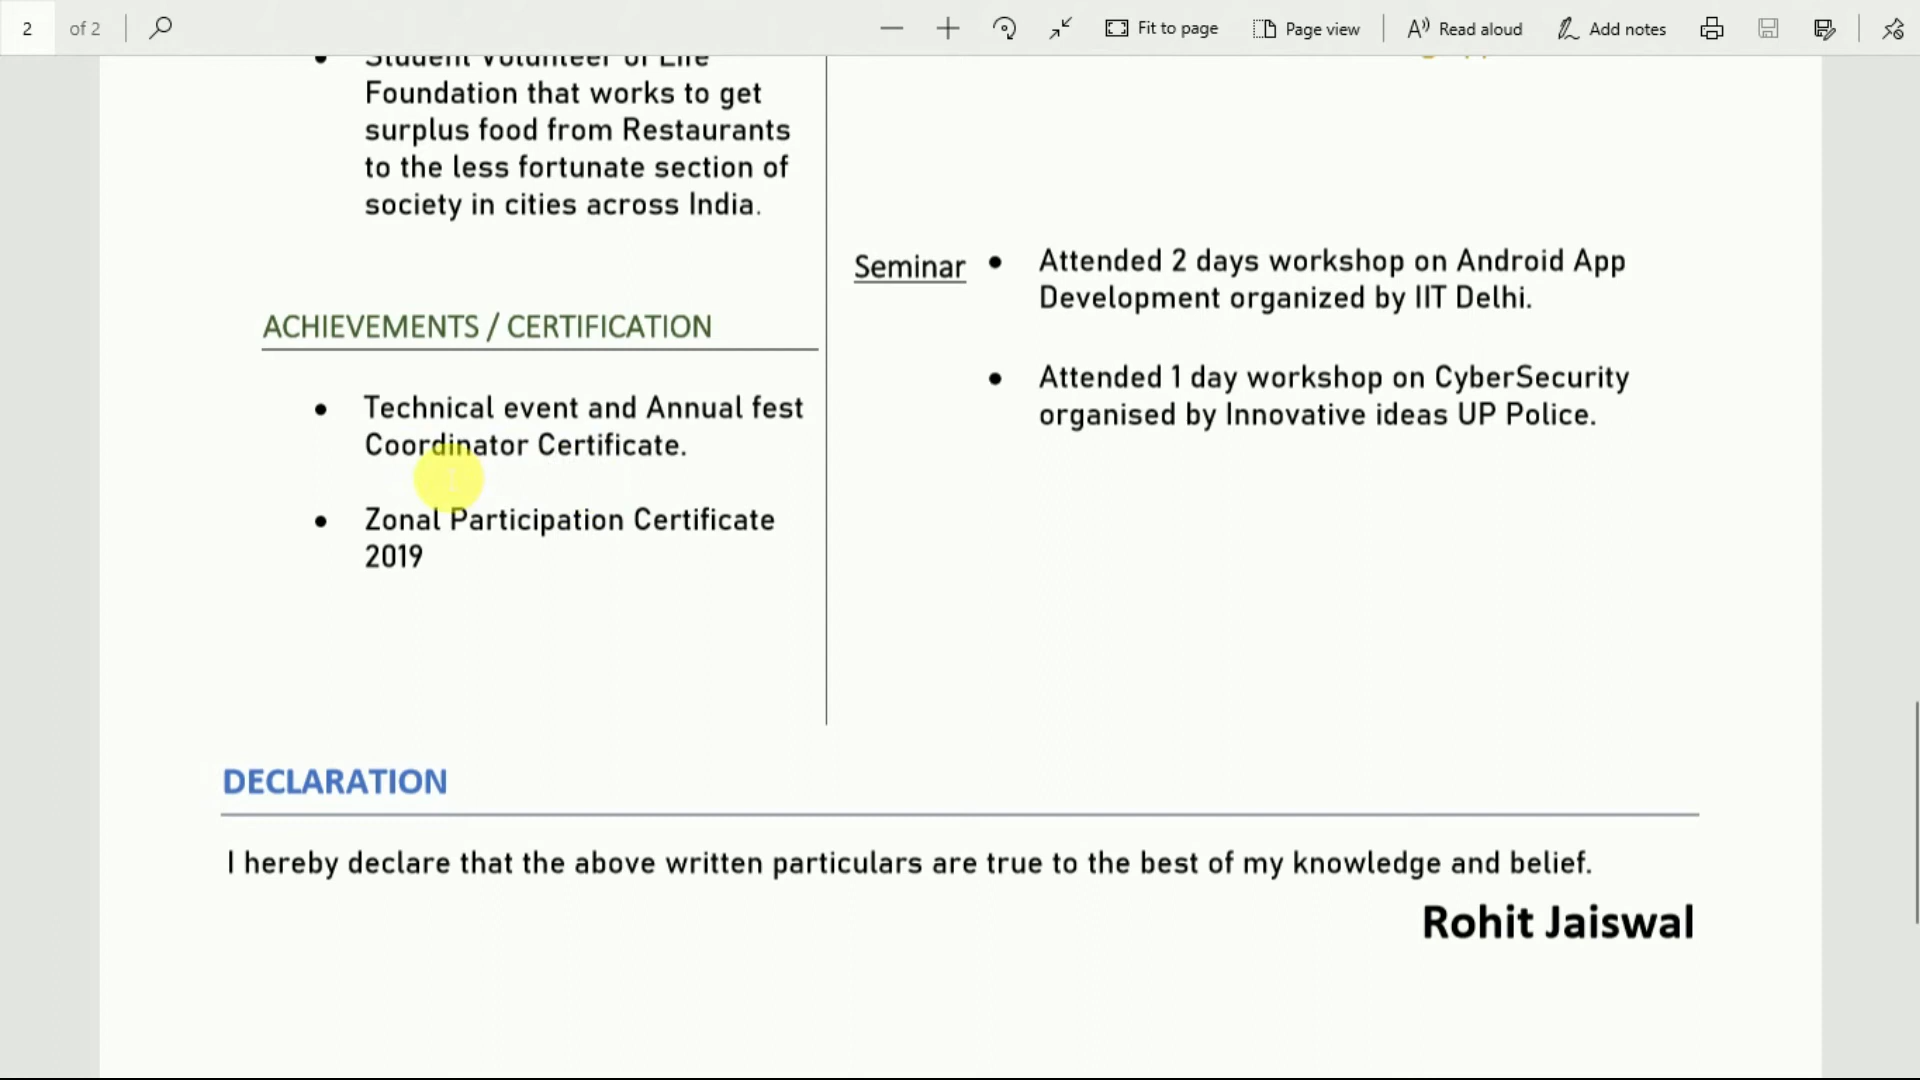 2 of 2 Fit to page Page view Read aloud Add notes
Student Volunteer of Life
Foundation that works to get
surplus food from Restaurants
to the less fortunate section of
society in cities across India.
ACHIEVEMENTS / CERTIFICATION
Technical event and Annual fest
Coordinator Certificate.
Zonal Participation Certificate
2019
Seminar
Attended 2 days workshop on Android App
Development organized by IIT Delhi.
Attended 1 day workshop on CyberSecurity
organised by Innovative ideas UP Police.
DECLARATION
I hereby declare that the above written particulars are true to the best of my knowledge and belief.
Rohit Jaiswal